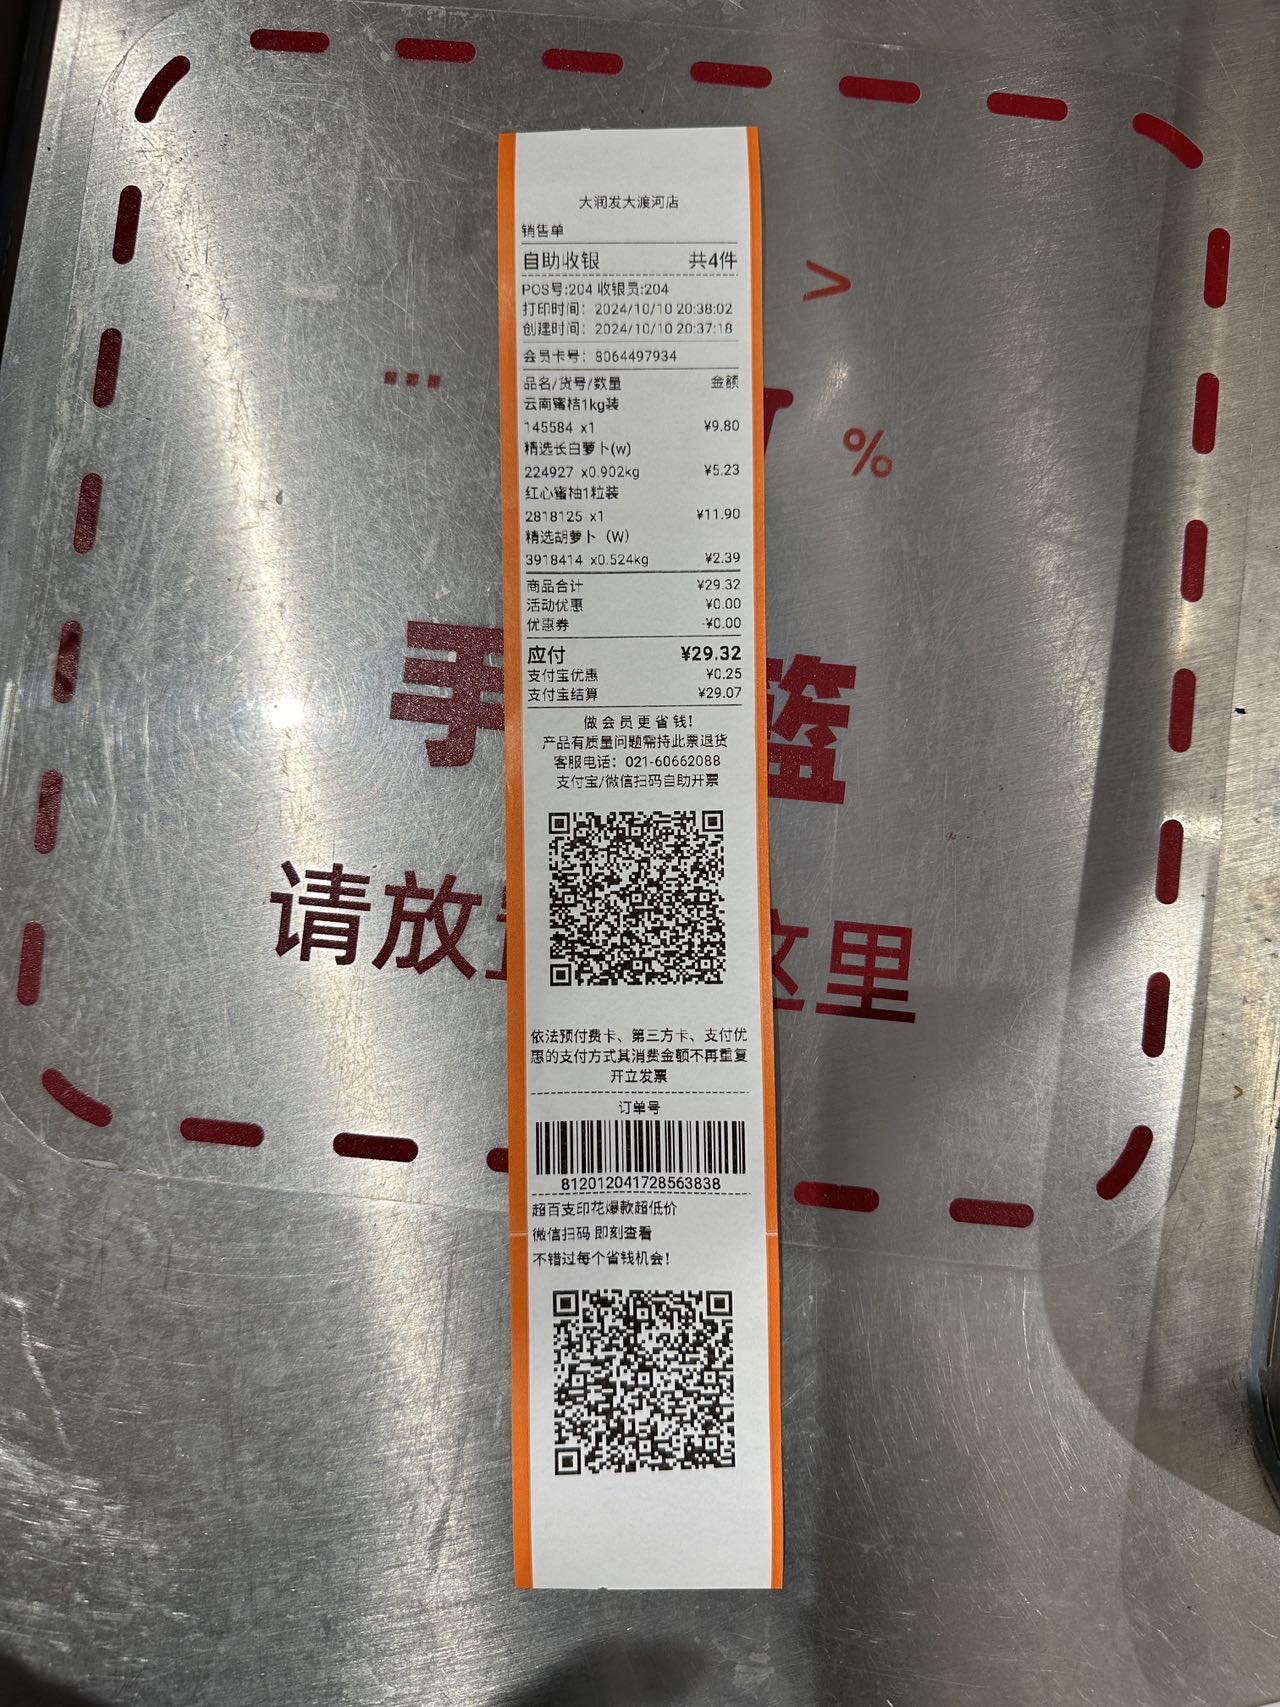 大润发大渡河店
销售单
自助收银 共4件
POS号:204 收银员:204
打印时间： 2024/10/10 20:38:02
创建时间： 2024/10/10 20:37:18
会员卡号： 8064497934
品名/货号/数量 金额
云南蜜桔1kg装
145584 x1 ¥9.80
精选长白萝卜(w)
224927 x0.902kg ¥5.23
红心蜜柚1粒装
2818125 x1 ¥11.90
精选胡萝卜（W）
3918414 x0.524kg ¥2.39
商品合计 ¥29.32
活动优惠 ¥0.00
优惠券 -¥0.00
应付 ¥29.32
支付宝优惠 ¥0.25
支付宝结算 ¥29.07
做会员更省钱!
产品有质量问题需持此票退货
客服电话： 021-60662088
支付宝/微信扫码自助开票
依法预付费卡、第三方卡、支付优
惠的支付方式其消费金额不再重复
开立发票
订单号
812012041728563838
超百支印花爆款超低价
微信扫码 即刻查看
不错过每个省钱机会!
%
手 篮
请放 这里